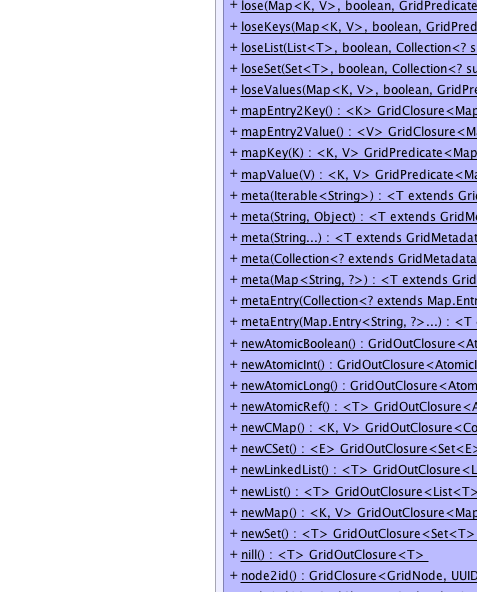 + lose(Map<K, V>, boolean, GridPredicate
+ loseKeys(Map<K, V>, boolean, GridPred
+ loseList(List<T>, boolean, Collection<? s
+ loseSet(Set<T>, boolean, Collection<? su
+ loseValues(Map<K, V>, boolean, GridPre
+ mapEntry2Key() : <K> GridClosure<Map
+ mapEntry2Value() : <V> GridClosure<M
+ mapKey(K) : <K, V> GridPredicate<Map
+ mapValue(V) : <K, V> GridPredicate<Ma
+ meta(Iterable<String>) : <T extends Gri
+ meta(String, Object) : <T extends GridM
+ meta(String...) : <T extends GridMetadat
+ meta(Collection<? extends GridMetadata
+ meta(Map<String, ?>) : <T extends Grid
+ metaEntry(Collection<? extends Map.Entr
+ metaEntry(Map.Entry<String, ?>...) : <T
+ newAtomicBoolean() : GridOutClosure<At
+ newAtomicInt() : GridOutClosure<AtomicI
+ newAtomicLong() : GridOutClosure<Atom
+ newAtomicRef() : <T> GridOutClosure<A
+ newCMap() : <K, V> GridOutClosure<Co
+ newCSet() : <E> GridOutClosure<Set<E>
+ newLinkedList() : <T> GridOutClosure<L
+ newList() : <T> GridOutClosure<List<T>
+ newMap() : <K, V> GridOutClosure<Map
+ newSet() : <T> GridOutClosure<Set<T>
+ nill() : <T> GridOutClosure<T>
+ node2id() : GridClosure<GridNode, UUID